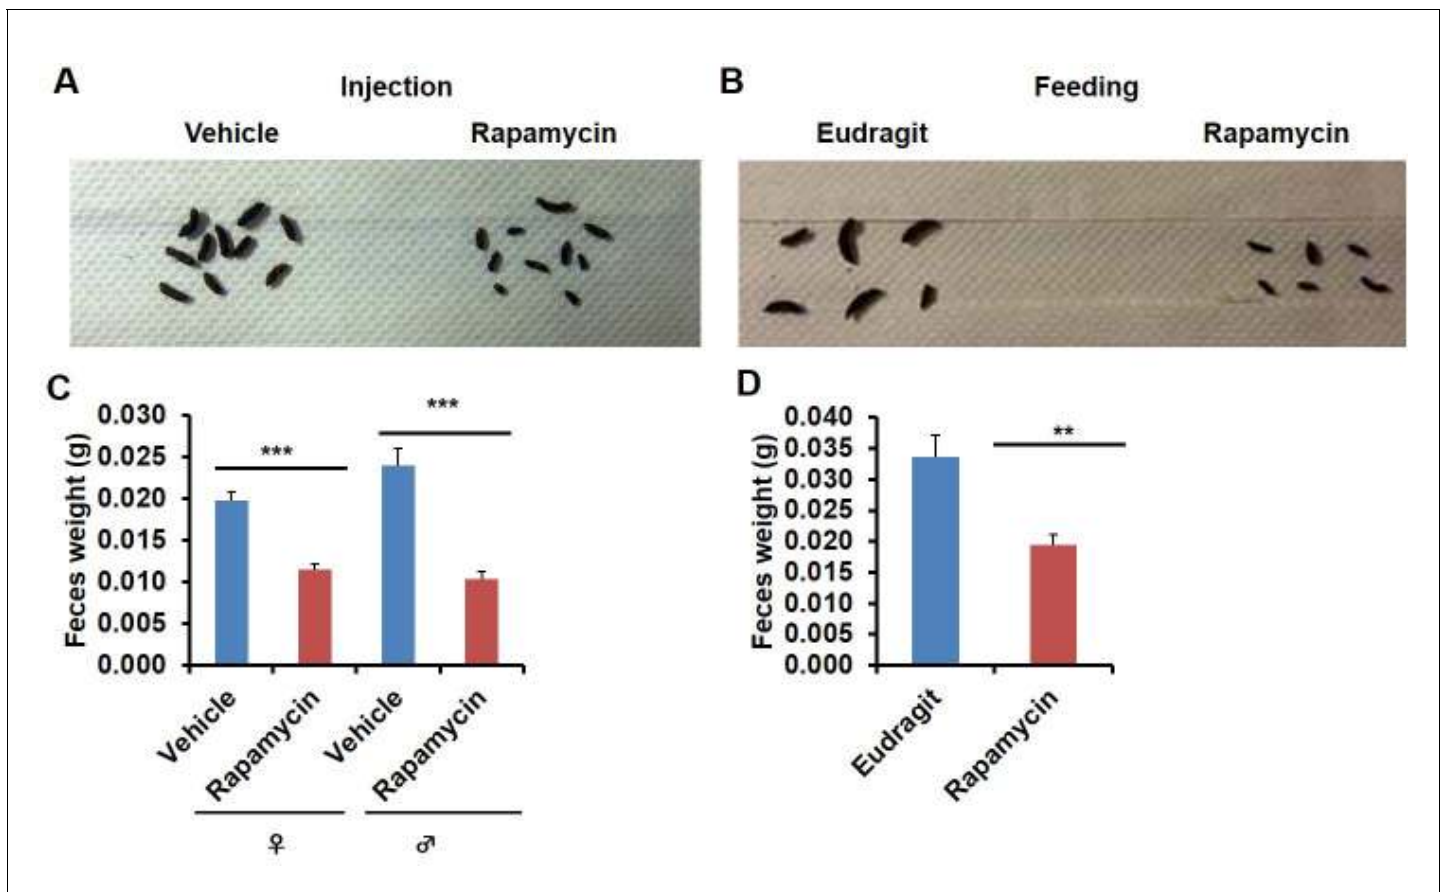 A
Injection
Vehicle Rapamycin
B
Feeding
Eudragit Rapamycin
C
Feces weight (g)
0.030
0.025
0.020
0.015
0.010
0.005
0.000
***
***
Vehicle
Rapamycin
Vehicle
Rapamycin
♀ ♂
D
Feces weight (g)
0.040
0.035
0.030
0.025
0.020
0.015
0.010
0.005
0.000
**
Eudragit
Rapamycin